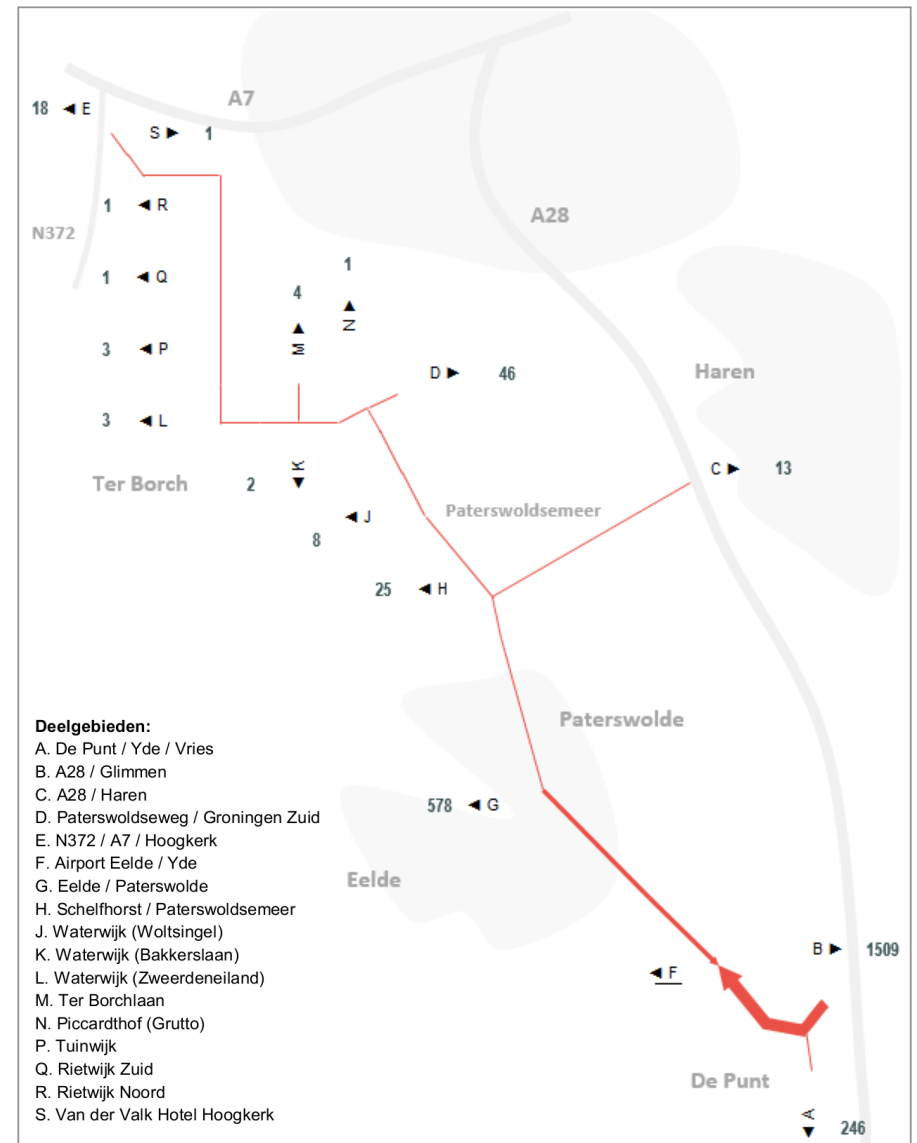 A7
18 ◄ E
S ► 1
1 ◄ R
N372
A28
1 ◄ Q
1
4
N ►
M ►
3 ◄ P
D ► 46
Haren
3 ◄ L
C ► 13
Ter Borch
2
K ◄
◄ J
8
Paterswoldsemeer
25 ◄ H
Paterswolde
578 ◄ G
Eelde
B ► 1509
◄ F
De Punt
A ◄
246
Deelgebieden:
A. De Punt / Yde / Vries
B. A28 / Glimmen
C. A28 / Haren
D. Paterswoldseweg / Groningen Zuid
E. N372 / A7 / Hoogkerk
F. Airport Eelde / Yde
G. Eelde / Paterswolde
H. Schelfhorst / Paterswoldsemeer
J. Waterwijk (Woltsingel)
K. Waterwijk (Bakkerslaan)
L. Waterwijk (Zweerdeneiland)
M. Ter Borchlaan
N. Piccardthof (Grutto)
P. Tuinwijk
Q. Rietwijk Zuid
R. Rietwijk Noord
S. Van der Valk Hotel Hoogkerk